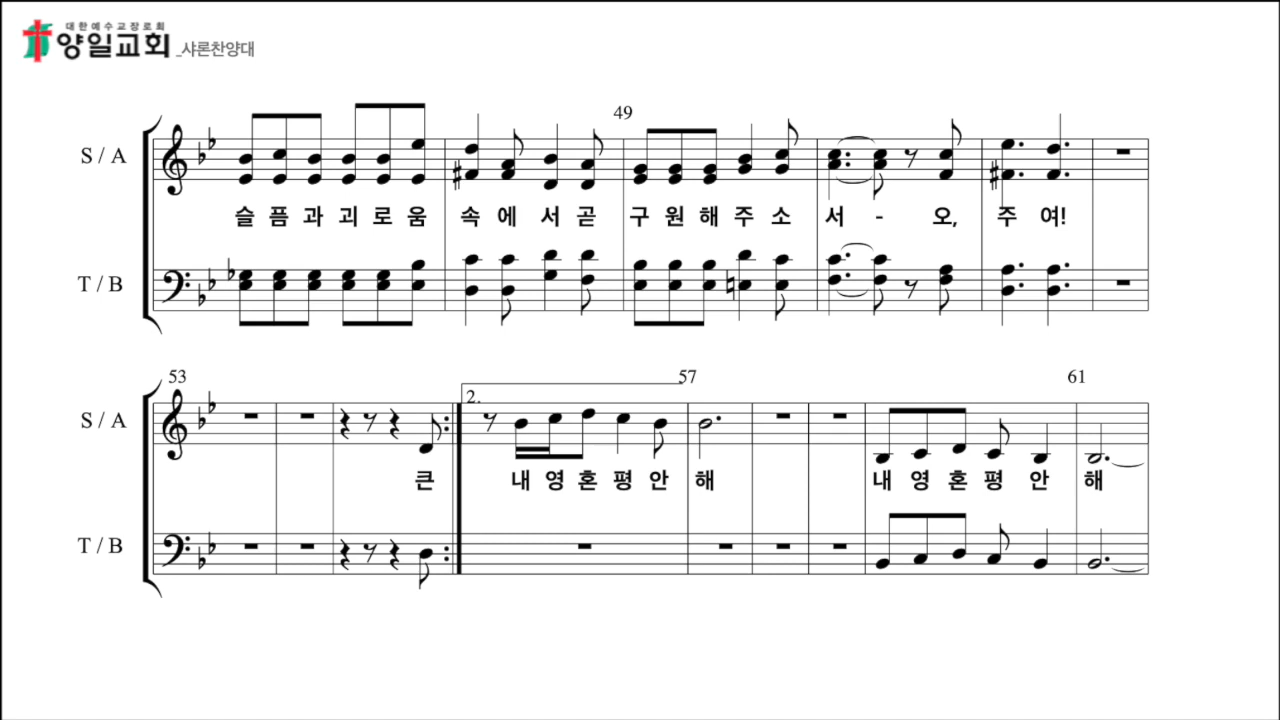 대한예수교장로회
양일교회 _샤론찬양대
49
S / A
슬 픔 과 괴 로 움 속 에 서 곧 구 원 해 주 소 서 - 오, 주 여!
T / B
53 57 61
2.
S / A
큰 내 영 혼 평 안 해 내 영 혼 평 안 해
T / B